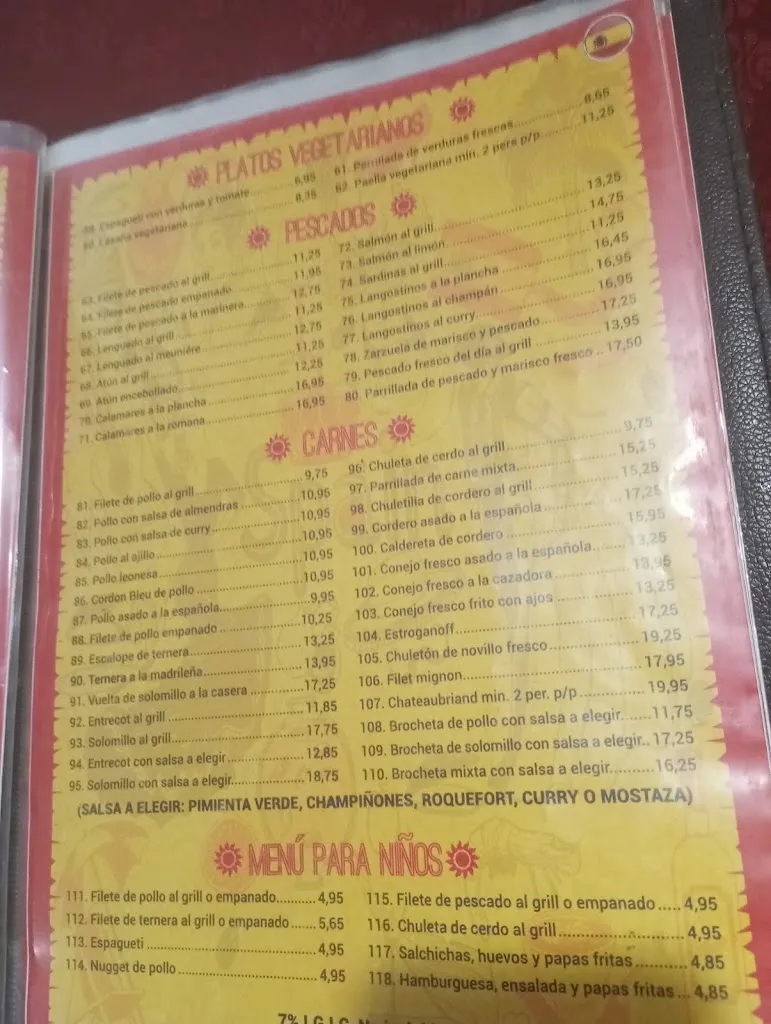 PLATOS VEGETARIANOS
59. Espagueti con verduras y tomate 6,95
60. Lasaña vegetariana 8,35
61. Parrillada de verduras frescas 8,65
62. Paella vegetariana min. 2 pers p/p 11,25
PESCADOS
63. Filete de pescado al grill 11,25
64. Filete de pescado empanado 11,95
65. Filete de pescado a la marinera 12,75
66. Lenguado al grill 11,25
67. Lenguado al meuniére 12,75
68. Atún al grill 11,25
69. Atún encebollado 12,25
70. Calamares a la plancha 16,95
71. Calamares a la romana 16,95
72. Salmón al grill 13,25
73. Salmón al limón 14,75
74. Sardinas al grill 11,25
75. Langostinos a la plancha 16,45
76. Langostinos al champán 16,95
77. Langostinos al curry 16,95
78. Zarzuela de marisco y pescado 17,25
79. Pescado fresco del día al grill 13,95
80. Parrillada de pescado y marisco fresco .. 17,50
CARNES
81. Filete de pollo al grill 9,75
82. Pollo con salsa de almendras 10,95
83. Pollo con salsa de curry 10,95
84. Pollo al ajillo 10,95
85. Pollo leonesa 10,95
86. Cordon Bleu de pollo 10,95
87. Pollo asado a la española 9,95
88. Filete de pollo empanado 10,25
89. Escalope de ternera 13,25
90. Ternera a la madrileña 13,95
91. Vuelta de solomillo a la casera 17,25
92. Entrecot al grill 11,85
93. Solomillo al grill 17,75
94. Entrecot con salsa a elegir 12,85
95. Solomillo con salsa a elegir 18,75
96. Chuleta de cerdo al grill 9,75
97. Parrillada de carne mixta 15,25
98. Chuletilla de cordero al grill 15,25
99. Cordero asado a la española 17,25
100. Caldereta de cordero 15,95
101. Conejo fresco asado a la española 13,25
102. Conejo fresco a la cazadora 13,95
103. Conejo fresco frito con ajos 13,25
104. Estroganoff 17,25
105. Chuletón de novillo fresco 19,25
106. Filet mignon 17,95
107. Chateaubriand min. 2 per. p/p 19,95
108. Brocheta de pollo con salsa a elegir 11,75
109. Brocheta de solomillo con salsa a elegir.. 17,25
110. Brocheta mixta con salsa a elegir 16,25
(SALSA A ELEGIR: PIMIENTA VERDE, CHAMPIÑONES, ROQUEFORT, CURRY O MOSTAZA)
MENÚ PARA NIÑOS
111. Filete de pollo al grill o empanado 4,95
112. Filete de ternera al grill o empanado 5,65
113. Espagueti 4,95
114. Nugget de pollo 4,95
115. Filete de pescado al grill o empanado 4,95
116. Chuleta de cerdo al grill 4,95
117. Salchichas, huevos y papas fritas 4,85
118. Hamburguesa, ensalada y papas fritas ... 4,85
7% I.G.I.C.